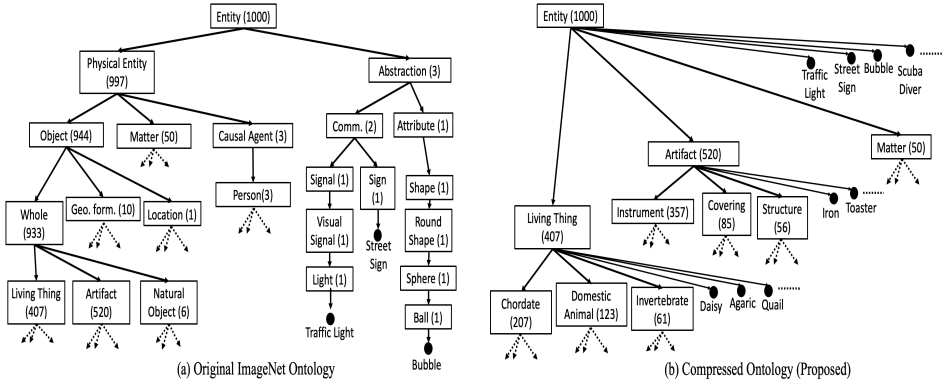 Entity (1000)
Physical Entity
(997)
Abstraction (3)
Object (944)
Matter (50)
Causal Agent (3)
Comm. (2)
Attribute (1)
Whole
(933)
Geo. form. (10)
Location (1)
Person(3)
Signal (1)
Sign
(1)
Shape (1)
Visual
Signal (1)
Street
Sign
Round
Shape (1)
Living Thing
(407)
Artifact
(520)
Natural
Object (6)
Light (1)
Sphere (1)
Traffic Light
Ball (1)
Bubble
(a) Original ImageNet Ontology
Entity (1000)
Traffic
Light
Street
Sign
Bubble
Scuba
Diver
Artifact (520)
Matter (50)
Living Thing
(407)
Instrument (357)
Covering
(85)
Structure
(56)
Iron
Toaster
Chordate
(207)
Domestic
Animal (123)
Invertebrate
(61)
Daisy
Agaric
Quail
(b) Compressed Ontology (Proposed)